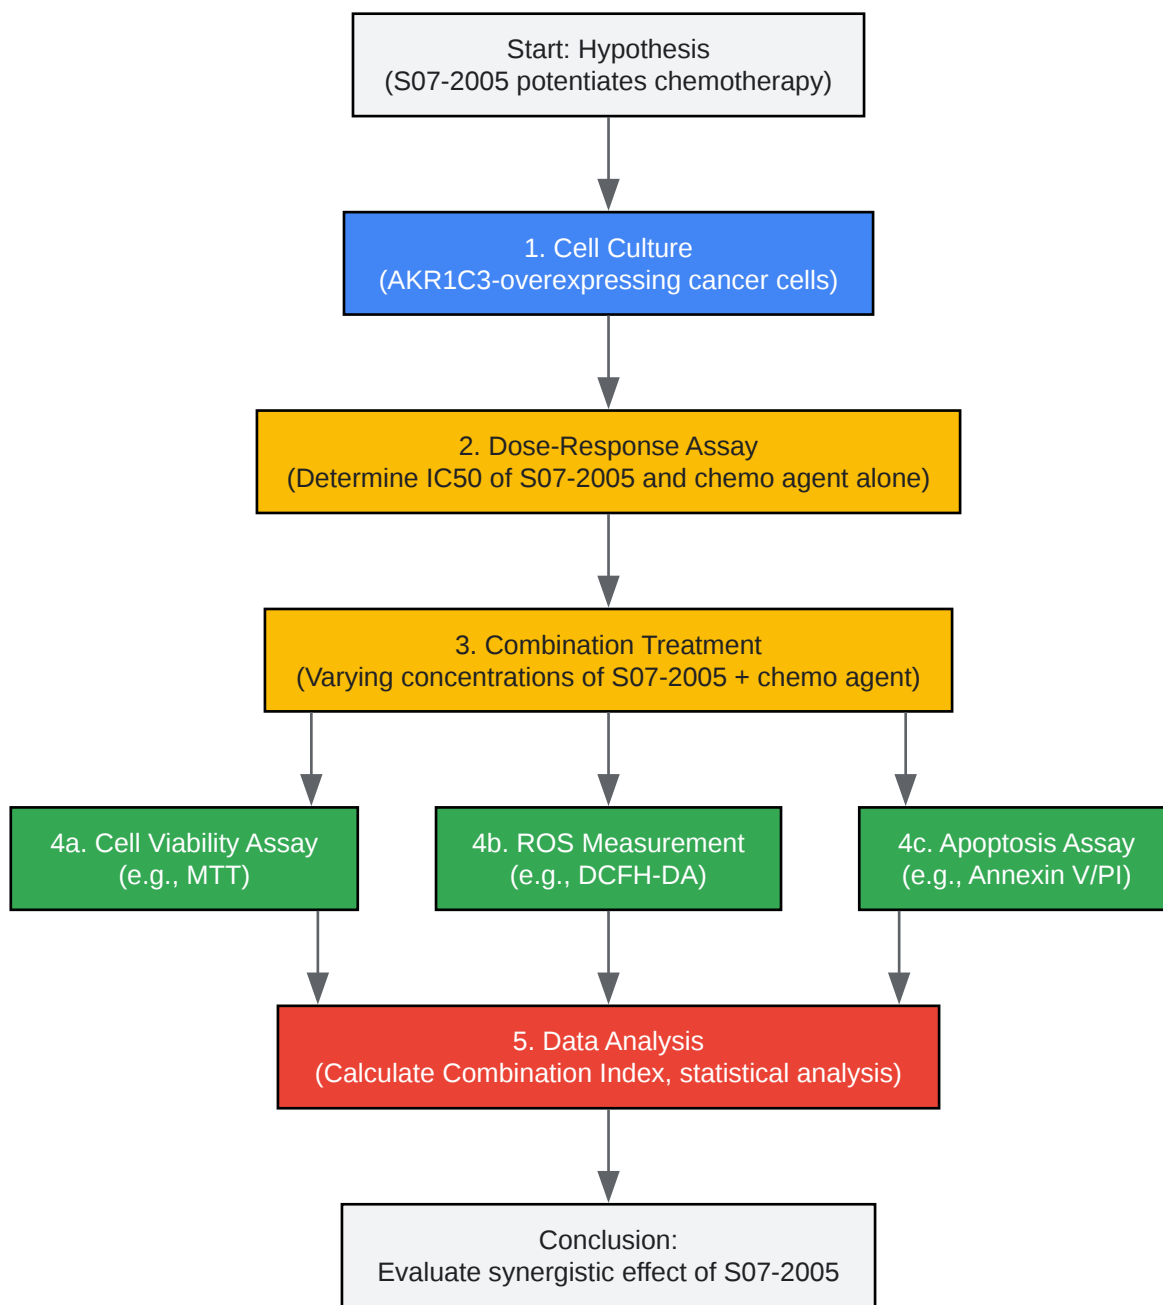 Start: Hypothesis
(S07-2005 potentiates chemotherapy)
1. Cell Culture
(AKR1C3-overexpressing cancer cells)
2. Dose-Response Assay
(Determine IC50 of S07-2005 and chemo agent alone)
3. Combination Treatment
(Varying concentrations of S07-2005 + chemo agent)
4a. Cell Viability Assay
(e.g., MTT)
4b. ROS Measurement
(e.g., DCFH-DA)
4c. Apoptosis Assay
(e.g., Annexin V/PI)
5. Data Analysis
(Calculate Combination Index, statistical analysis)
Conclusion:
Evaluate synergistic effect of S07-2005